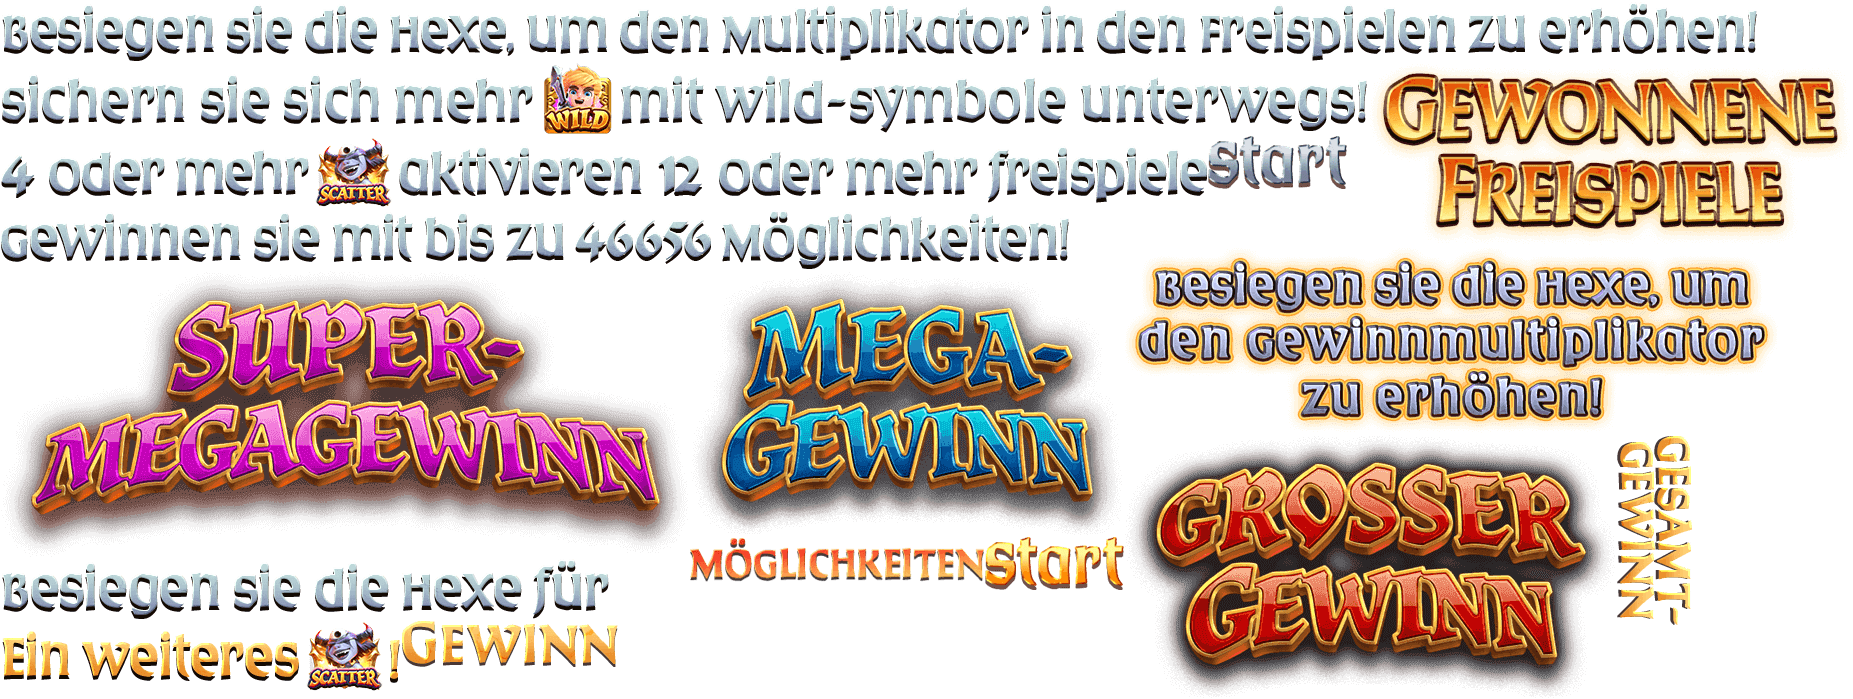 Besiegen sie die Hexe, um den Multiplikator in den Freispielen zu erhöhen!
sichern sie sich mehr WILD mit wild-symbole unterwegs!
4 oder mehr SCATTER aktivieren 12 oder mehr freispiele
Start
gewinnen sie mit bis zu 46656 Möglichkeiten!
GEWONNENE
FREISPIELE
SUPER-
MEGAGEWINN
MEGA-
GEWINN
Besiegen sie die Hexe, um
den Gewinnmultiplikator
zu erhöhen!
GROSSER
GEWINN
GESAMT-
GEWINN
MÖGLICHKEITEN
Start
Besiegen sie die Hexe für
Ein weiteres SCATTER !
GEWINN